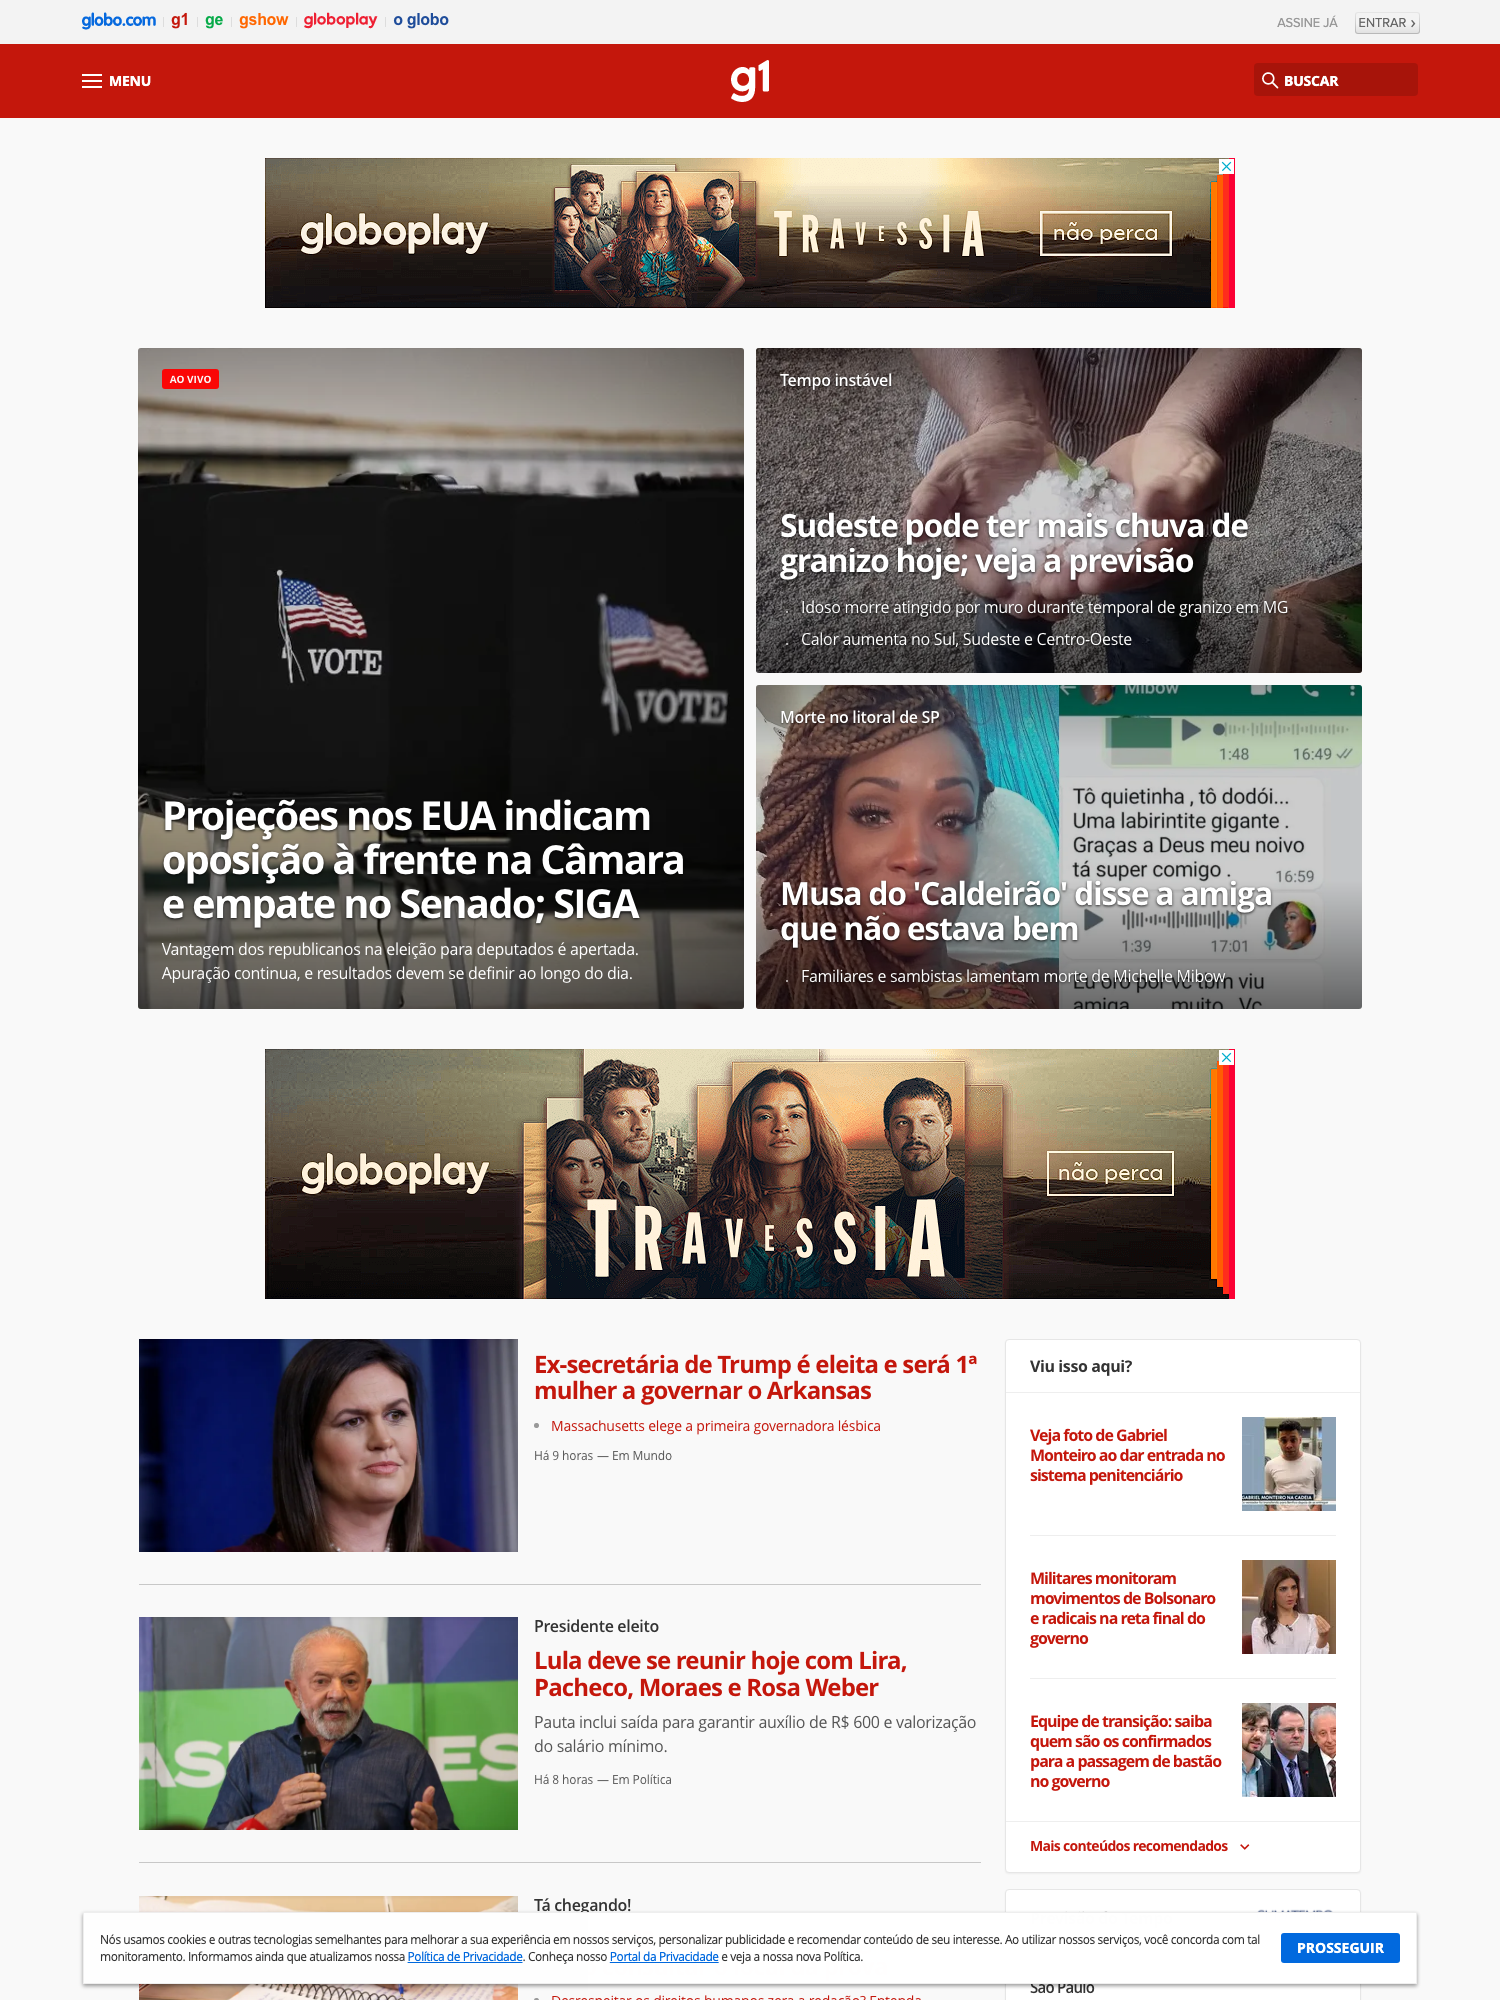 globo.com g1 ge gshow globoplay o globo
ASSINE JÁ ENTRAR ›
MENU
g1
BUSCAR
globoplay
TRAVESSIA
não perca
AO VIVO
VOTE
VOTE
Projeções nos EUA indicam
oposição à frente na Câmara
e empate no Senado; SIGA
Vantagem dos republicanos na eleição para deputados é apertada.
Apuração continua, e resultados devem se definir ao longo do dia.
Tempo instável
Sudeste pode ter mais chuva de
granizo hoje; veja a previsão
. Idoso morre atingido por muro durante temporal de granizo em MG
. Calor aumenta no Sul, Sudeste e Centro-Oeste
Morte no litoral de SP
Mibow
1:48 16:49
Tô quietinha , tô dodói...
Uma labirintite gigante .
Graças a Deus meu noivo
tá super comigo . 16:59
Musa do 'Caldeirão' disse a amiga
que não estava bem
1:39 17:01
. Familiares e sambistas lamentam morte de Michelle Mibow
viu
amiga muito Vc
globoplay
TRAVESSIA
não perca
Ex-secretária de Trump é eleita e será 1ª
mulher a governar o Arkansas
• Massachusetts elege a primeira governadora lésbica
Há 9 horas — Em Mundo
Presidente eleito
Lula deve se reunir hoje com Lira,
Pacheco, Moraes e Rosa Weber
Pauta inclui saída para garantir auxílio de R$ 600 e valorização
do salário mínimo.
Há 8 horas — Em Política
AS ES
Viu isso aqui?
Veja foto de Gabriel
Monteiro ao dar entrada no
sistema penitenciário
GABRIEL MONTEIRO NA CADEIA
Militares monitoram
movimentos de Bolsonaro
e radicais na reta final do
governo
Equipe de transição: saiba
quem são os confirmados
para a passagem de bastão
no governo
Mais conteúdos recomendados
Tá chegando!
Nós usamos cookies e outras tecnologias semelhantes para melhorar a sua experiência em nossos serviços, personalizar publicidade e recomendar conteúdo de seu interesse. Ao utilizar nossos serviços, você concorda com tal
monitoramento. Informamos ainda que atualizamos nossa Política de Privacidade. Conheça nosso Portal da Privacidade e veja a nossa nova Política.
PROSSEGUIR
• Desrespeitar os direitos humanos zera a redação? Entenda
São Paulo